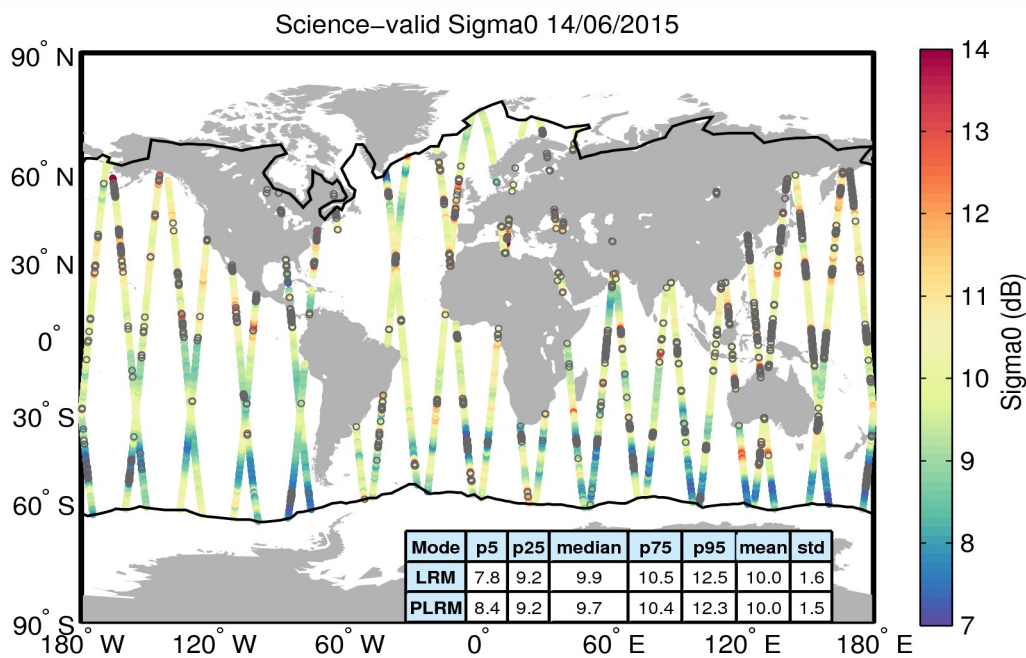 Science−valid Sigma0 14/06/2015
90° N
60° N
30° N
0°
30° S
60° S
90° S
180° W
120° W
60° W
0°
60° E
120° E
180° E
14
13
12
11
10
9
8
7
Sigma0 (dB)
Mode p5 p25 median p75 p95 mean std
LRM 7.8 9.2 9.9 10.5 12.5 10.0 1.6
PLRM 8.4 9.2 9.7 10.4 12.3 10.0 1.5